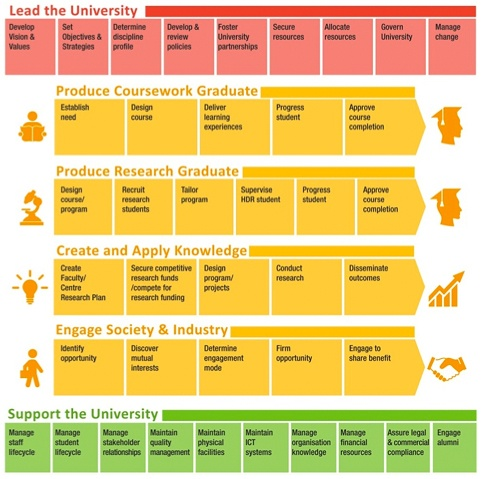 Lead the University
Develop
Vision &
Values
Set
Objectives &
Strategies
Determine
discipline
profile
Develop &
review
policies
Foster
University
partnerships
Secure
resources
Allocate
resources
Govern
University
Manage
change
Produce Coursework Graduate
Establish
need
Design
course
Deliver
learning
experiences
Progress
student
Approve
course
completion
Produce Research Graduate
Design
course/
program
Recruit
research
students
Tailor
program
Supervise
HDR student
Progress
student
Approve
course
completion
Create and Apply Knowledge
Create
Faculty/
Centre
Research Plan
Secure competitive
research funds
/compete for
research funding
Design
program/
projects
Conduct
research
Disseminate
outcomes
Engage Society & Industry
Identify
opportunity
Discover
mutual
interests
Determine
engagement
mode
Firm
opportunity
Engage to
share benefit
Support the University
Manage
staff
lifecycle
Manage
student
lifecycle
Manage
stakeholder
relationships
Maintain
quality
management
Maintain
physical
facilities
Maintain
ICT
systems
Manage
organisation
knowledge
Manage
financial
resources
Assure legal
& commercial
compliance
Engage
alumni